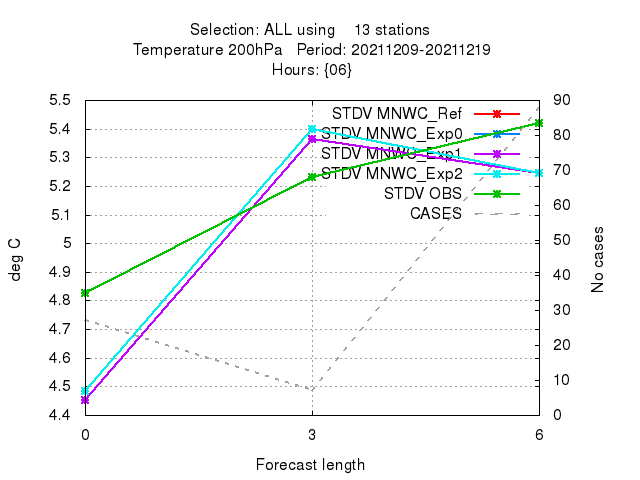 Selection: ALL using    13 stations
Temperature 200hPa   Period: 20211209-20211219
Hours: {06}
5.5
5.4
5.3
5.2
5.1
5
4.9
4.8
4.7
4.6
4.5
4.4
deg C
STDV MNWC_Ref
STDV MNWC_Exp0
STDV MNWC_Exp1
STDV MNWC_Exp2
STDV OBS
CASES
90
80
70
60
50
40
30
20
10
0
No cases
0 3 6
Forecast length